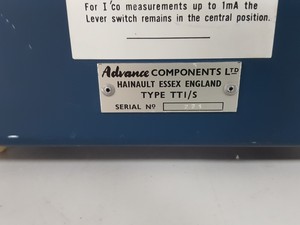 For I'co measurements up to 1mA the
Lever switch remains in the central position.
Advance COMPONENTS LTD
HAINAULT ESSEX ENGLAND
TYPE TT1/S
SERIAL Nº